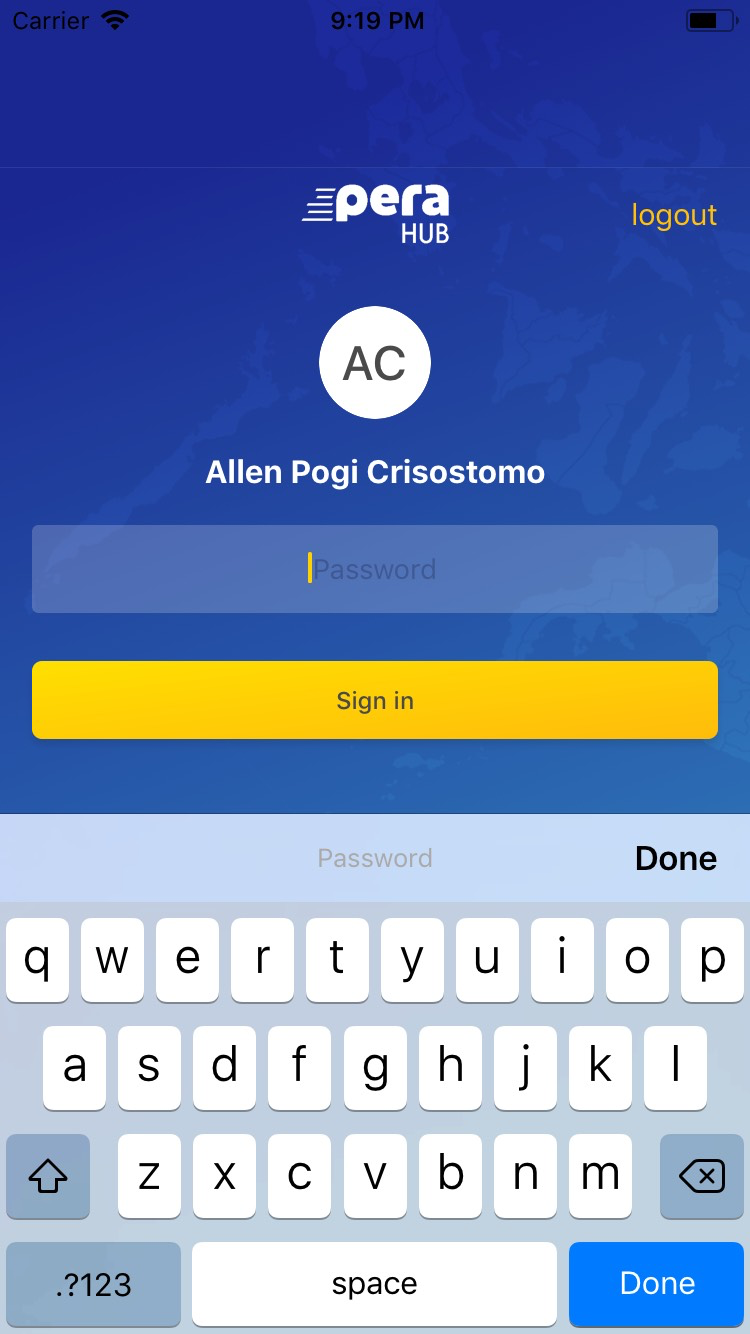 Carrier 9:19 PM
pera
HUB
logout
AC
Allen Pogi Crisostomo
Password
Sign in
Password Done
q w e r t y u i o p
a s d f g h j k l
z x c v b n m
.?123 space Done